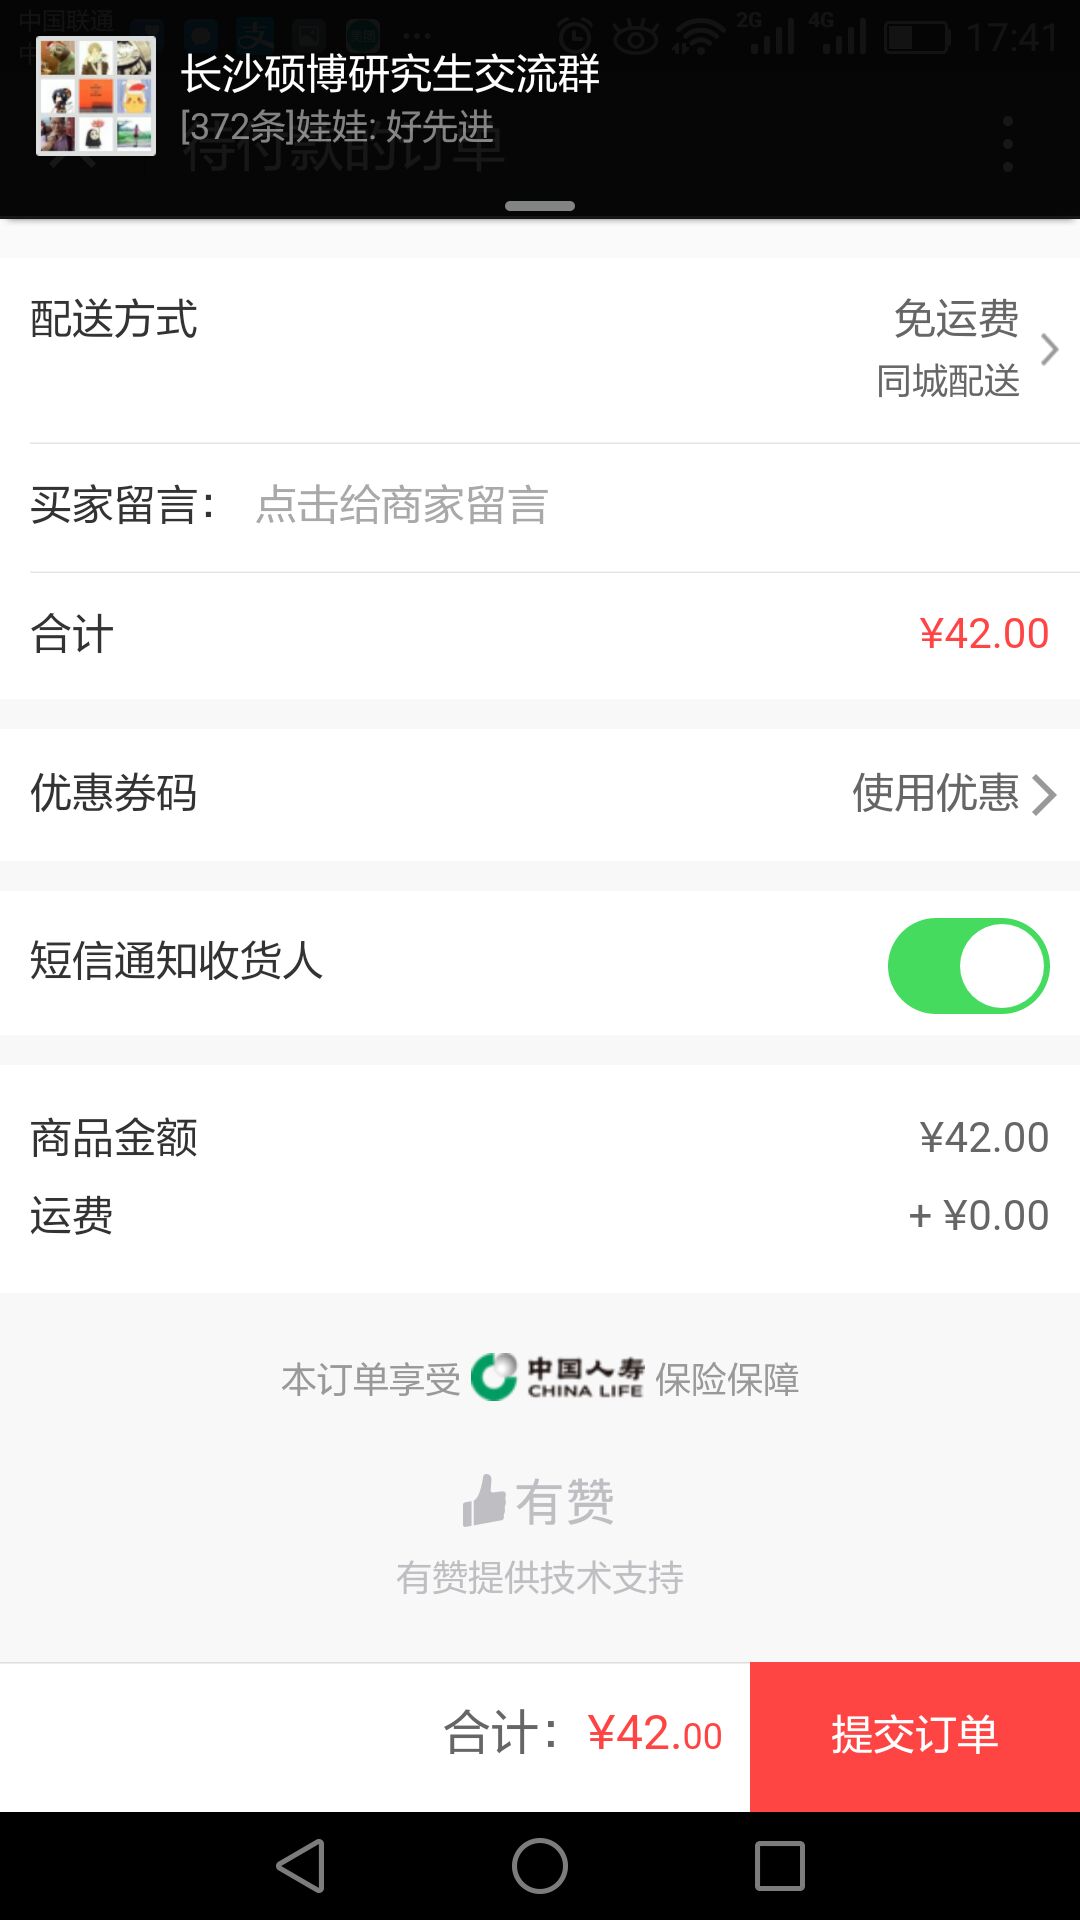 中国联通
2G
4G
17:41
长沙硕博研究生交流群
[372条]娃娃: 好先进
待付款的订单
配送方式
免运费
同城配送
买家留言：
点击给商家留言
合计
¥42.00
优惠券码
使用优惠
短信通知收货人
商品金额
¥42.00
运费
+ ¥0.00
本订单享受 中国人寿 CHINA LIFE 保险保障
有赞
有赞提供技术支持
合计：¥42.00
提交订单